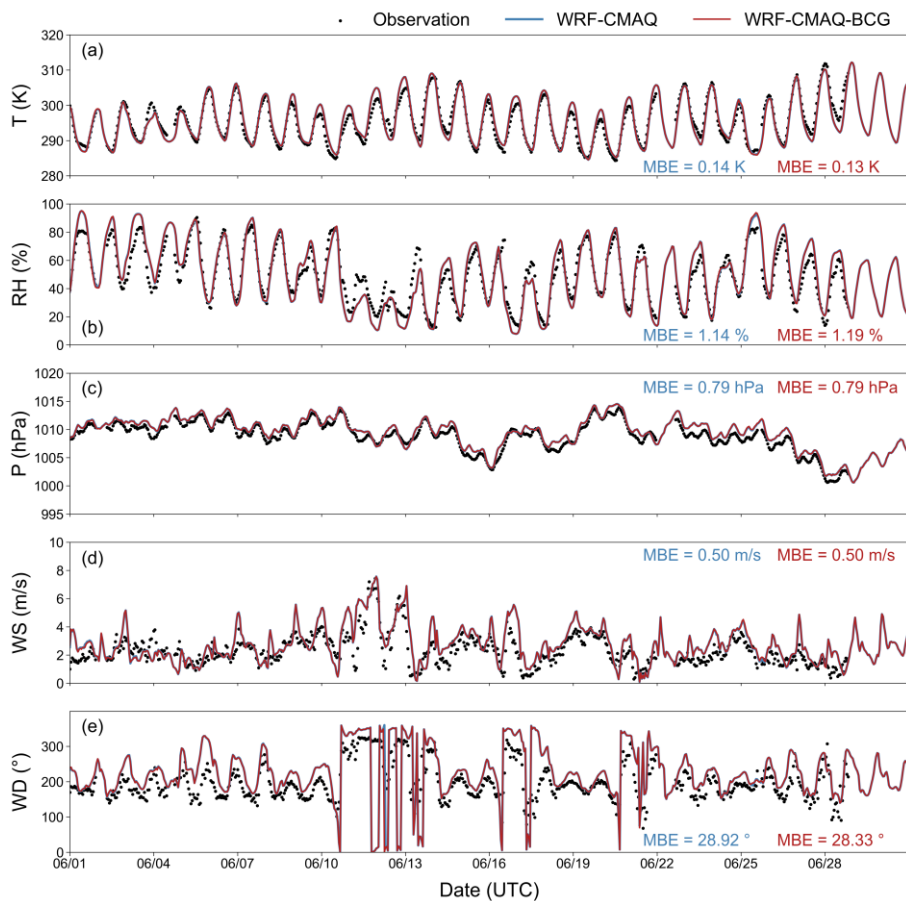 Observation WRF-CMAQ WRF-CMAQ-BCG
(a)
T (K)
320
310
300
290
280
MBE = 0.14 K MBE = 0.13 K
(b)
RH (%)
100
80
60
40
20
0
MBE = 1.14 % MBE = 1.19 %
(c)
P (hPa)
1020
1015
1010
1005
1000
995
MBE = 0.79 hPa MBE = 0.79 hPa
(d)
WS (m/s)
10
8
6
4
2
0
MBE = 0.50 m/s MBE = 0.50 m/s
(e)
WD (°)
300
200
100
0
MBE = 28.92 ° MBE = 28.33 °
06/01 06/04 06/07 06/10 06/13 06/16 06/19 06/22 06/25 06/28
Date (UTC)